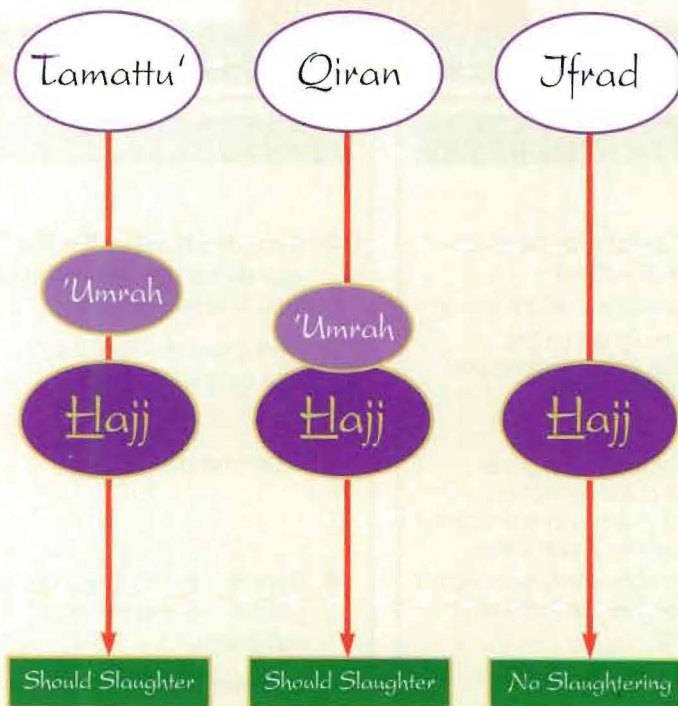 Tamattu' Qiran Ifrad
'Umrah
'Umrah
Hajj Hajj Hajj
Should Slaughter Should Slaughter No Slaughtering